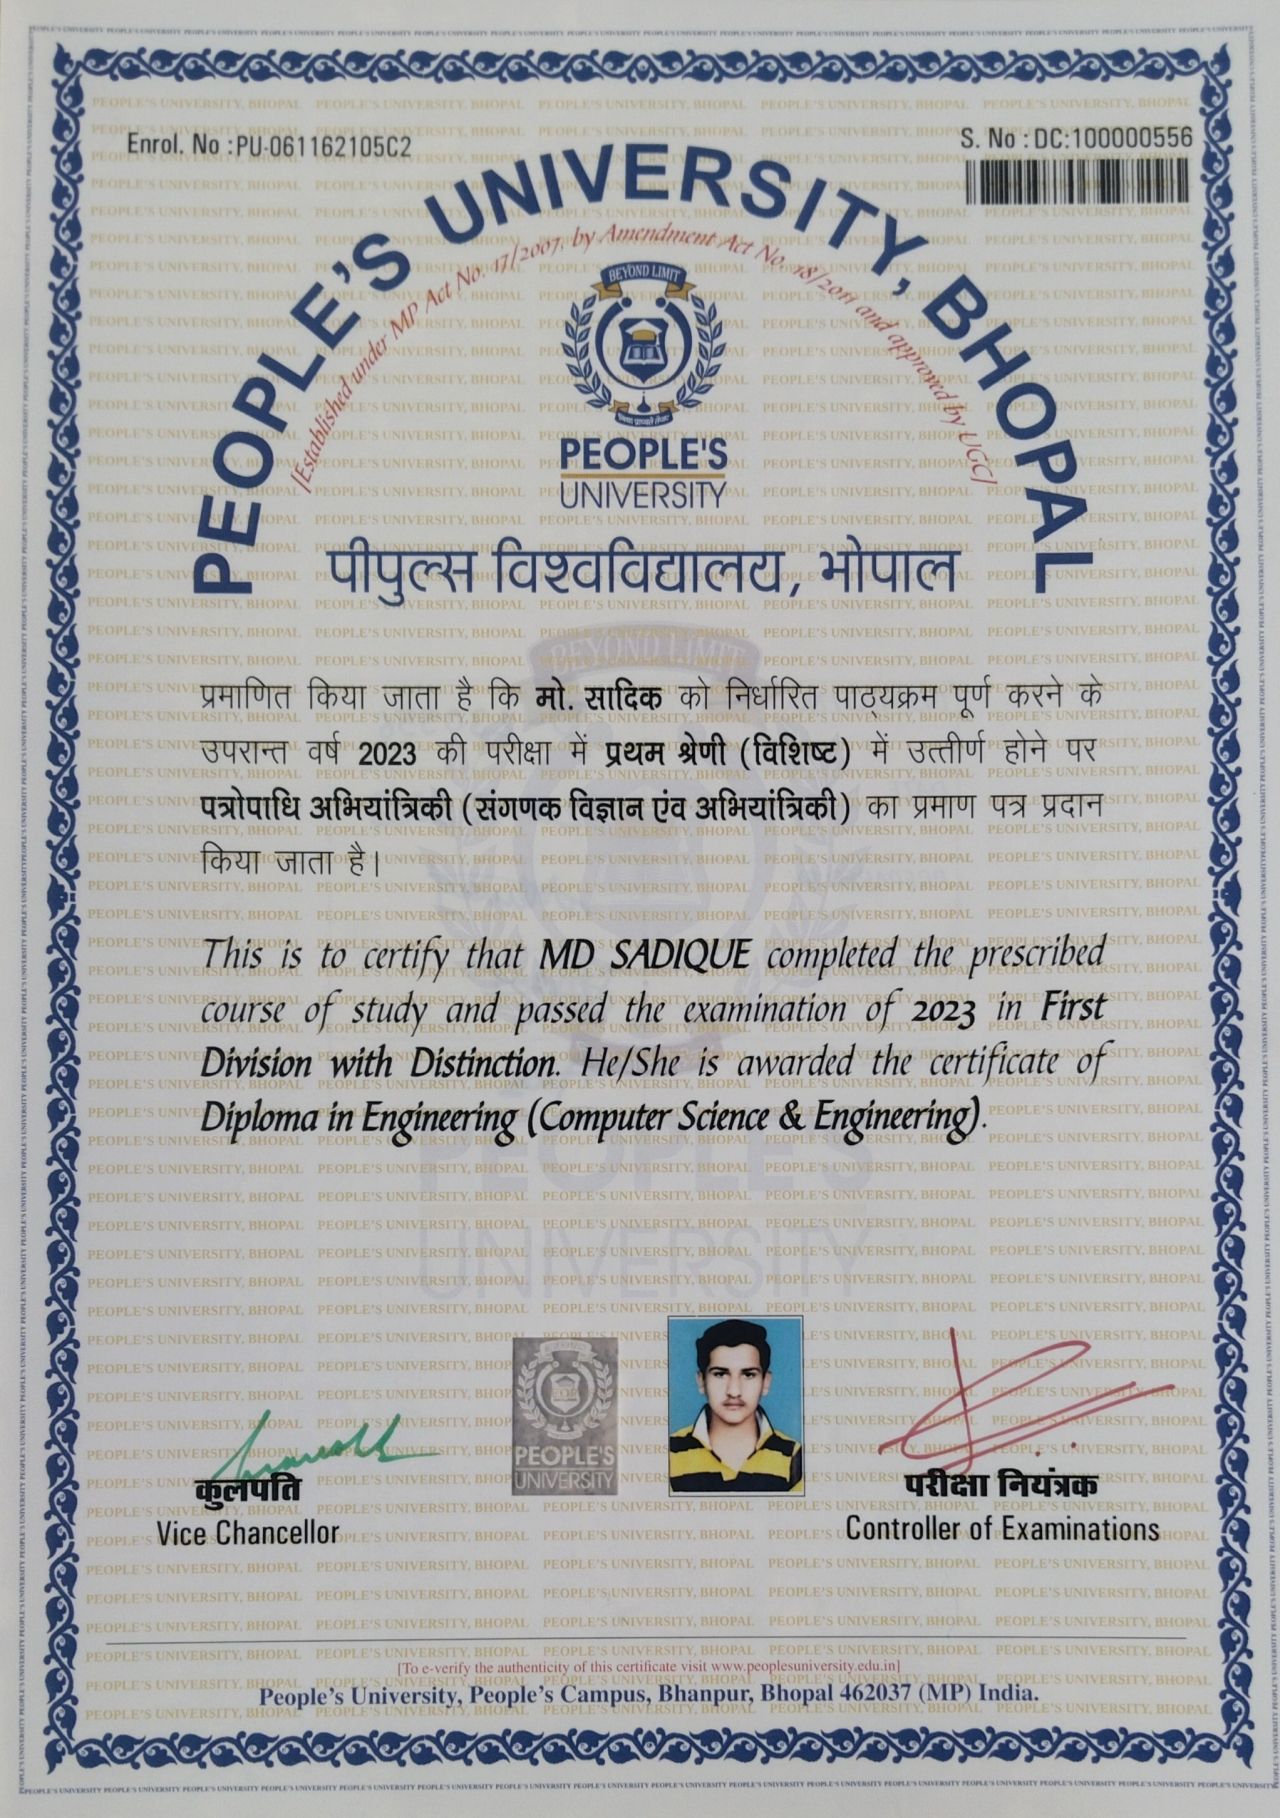 Enrol. No :PU-061162105C2
S. No : DC:100000556
PEOPLE'S UNIVERSITY, BHOPAL
[Established under MP Act No. 17/2007, by Amendment Act No. 18/2011 and approved by UGC]
BEYOND LIMIT
PEOPLE'S
UNIVERSITY
पीपुल्स विश्वविद्यालय, भोपाल
प्रमाणित किया जाता है कि मो. सादिक को निर्धारित पाठ्यक्रम पूर्ण करने के
उपरान्त वर्ष 2023 की परीक्षा में प्रथम श्रेणी (विशिष्ट) में उत्तीर्ण होने पर
पत्रोपाधि अभियांत्रिकी (संगणक विज्ञान एंव अभियांत्रिकी) का प्रमाण पत्र प्रदान
किया जाता है।
This is to certify that MD SADIQUE completed the prescribed
course of study and passed the examination of 2023 in First
Division with Distinction. He/She is awarded the certificate of
Diploma in Engineering (Computer Science & Engineering).
PEOPLE'S
UNIVERSITY
कुलपति
Vice Chancellor
परीक्षा नियंत्रक
Controller of Examinations
[To e-verify the authenticity of this certificate visit www.peoplesuniversity.edu.in]
People's University, People's Campus, Bhanpur, Bhopal 462037 (MP) India.